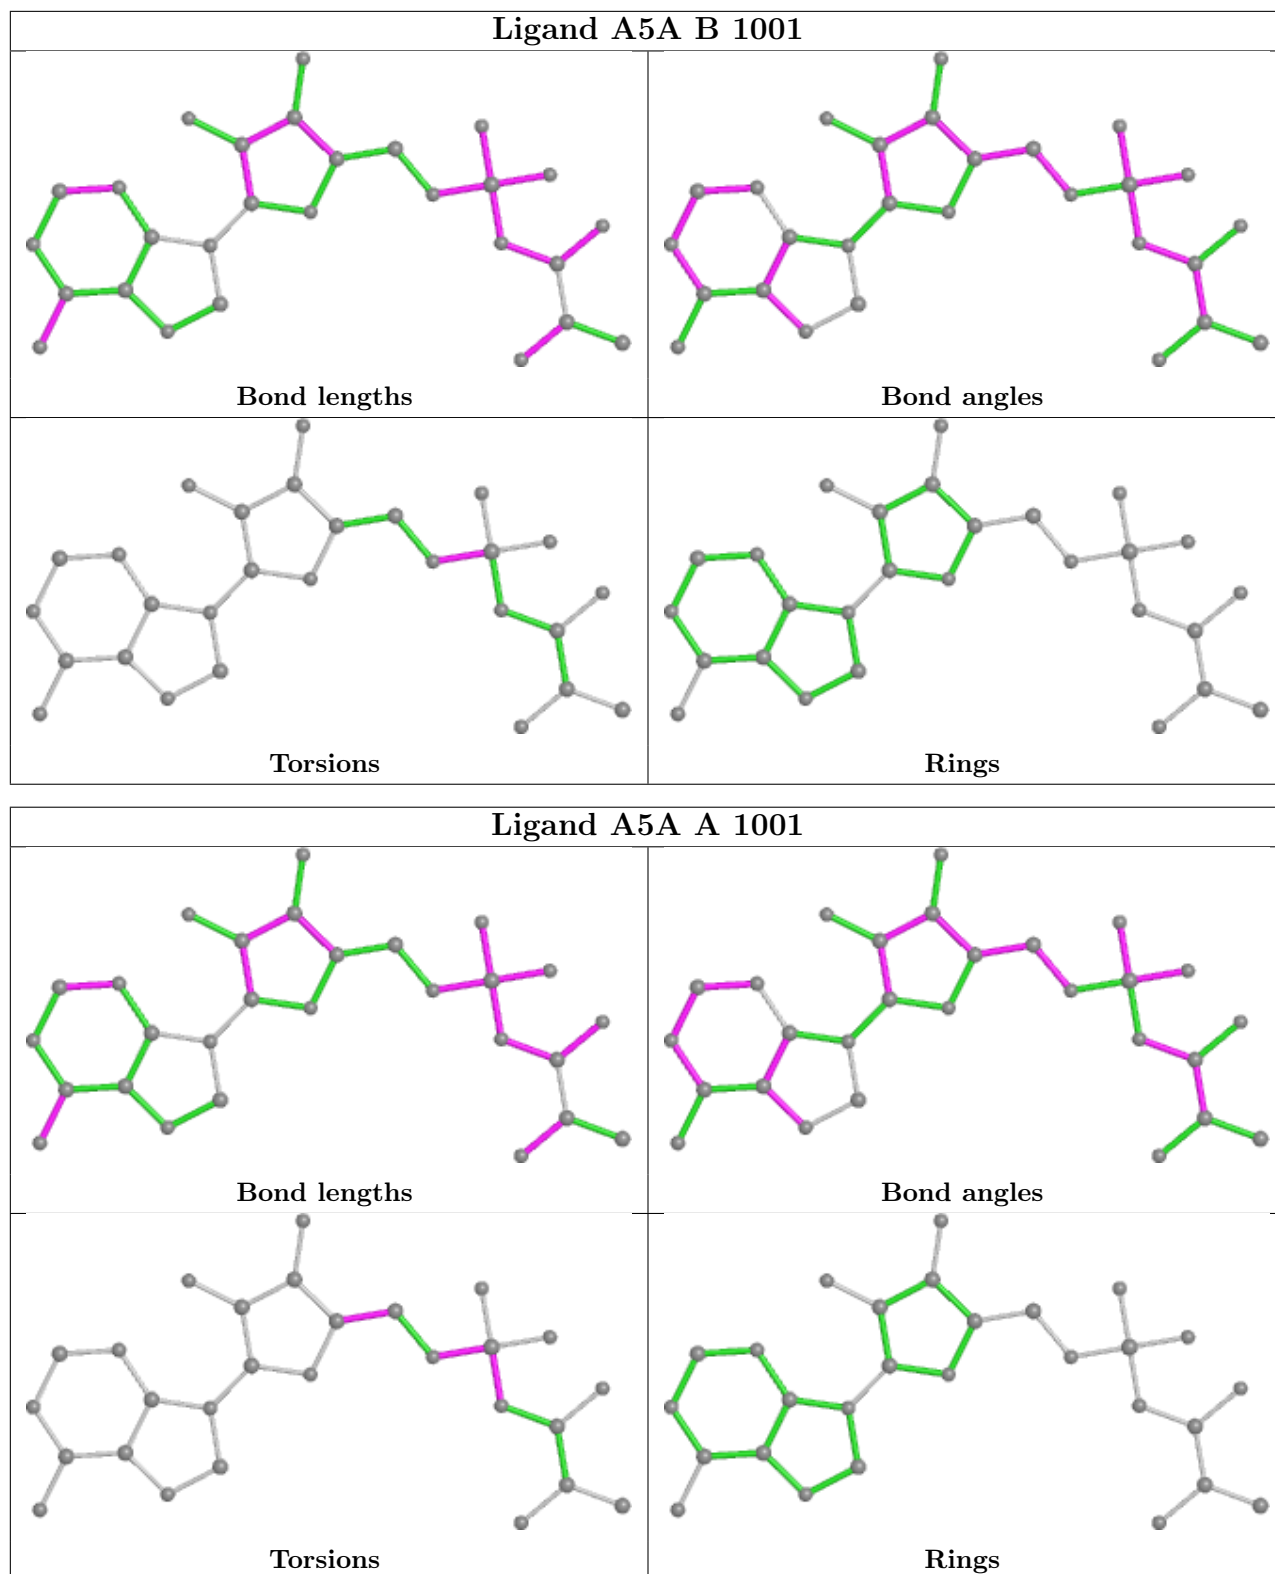 Ligand A5A B 1001
Bond lengths
Bond angles
Torsions
Rings
Ligand A5A A 1001
Bond lengths
Bond angles
Torsions
Rings